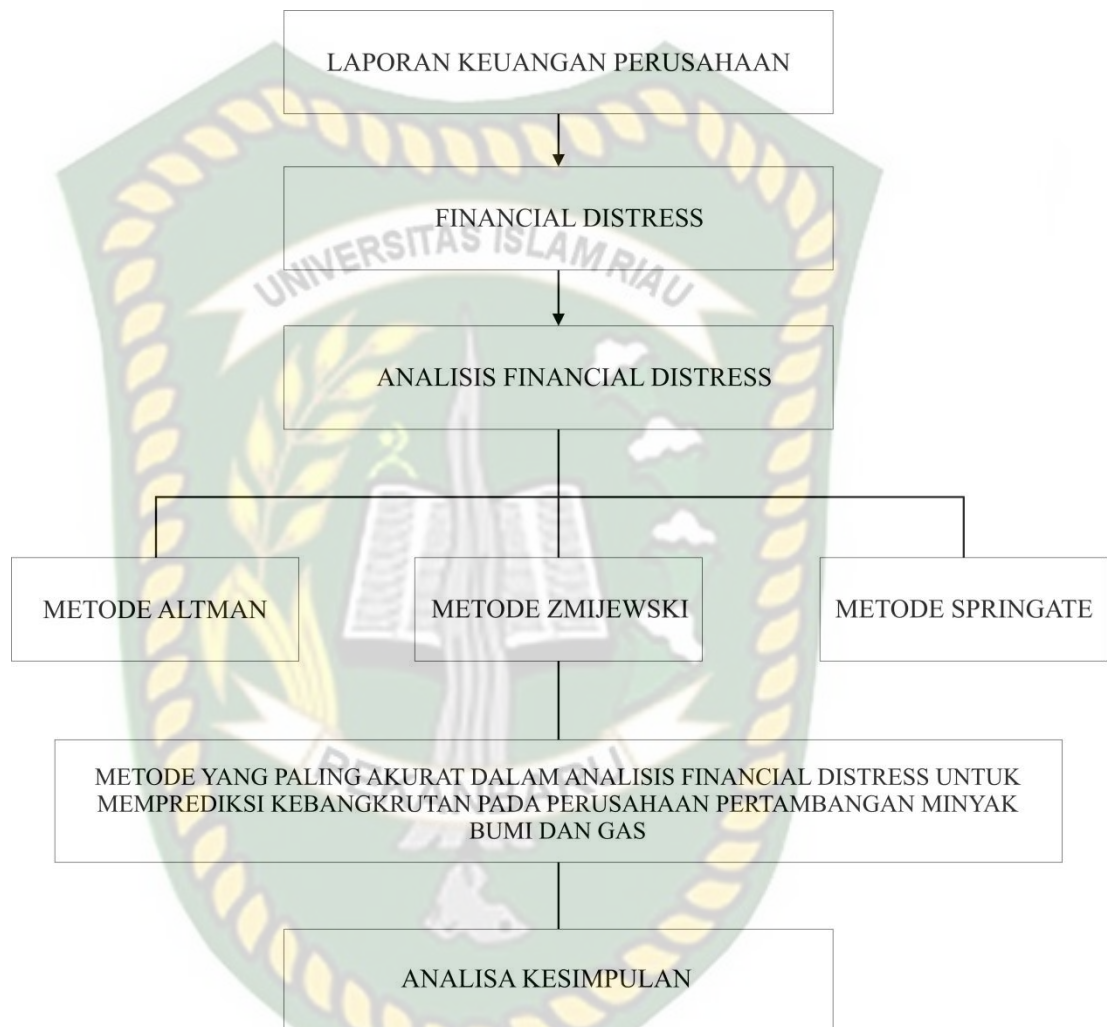 LAPORAN KEUANGAN PERUSAHAAN
FINANCIAL DISTRESS
UNIVERSITAS ISLAM RIAU
ANALISIS FINANCIAL DISTRESS
METODE ALTMAN
METODE ZMIJEWSKI
METODE SPRINGATE
PEKANBARU
METODE YANG PALING AKURAT DALAM ANALISIS FINANCIAL DISTRESS UNTUK
MEMPREDIKSI KEBANGKRUTAN PADA PERUSAHAAN PERTAMBANGAN MINYAK
BUMI DAN GAS
ANALISA KESIMPULAN